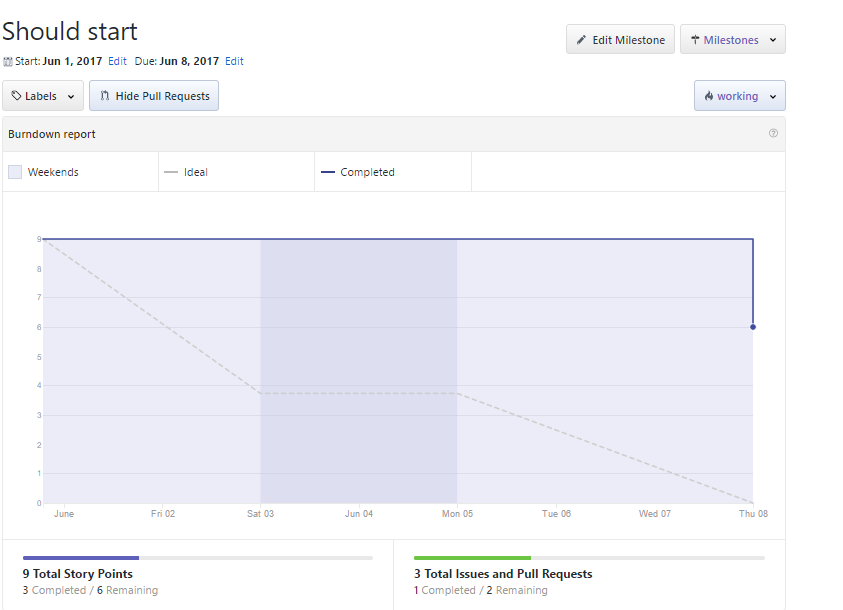 Should start
Edit Milestone
Milestones
Start: Jun 1, 2017 Edit Due: Jun 8, 2017 Edit
Labels
Hide Pull Requests
working
Burndown report
Weekends
Ideal
Completed
9
8
7
6
5
4
3
2
1
0
June Fri 02 Sat 03 Jun 04 Mon 05 Tue 06 Wed 07 Thu 08
9 Total Story Points
3 Completed / 6 Remaining
3 Total Issues and Pull Requests
1 Completed / 2 Remaining